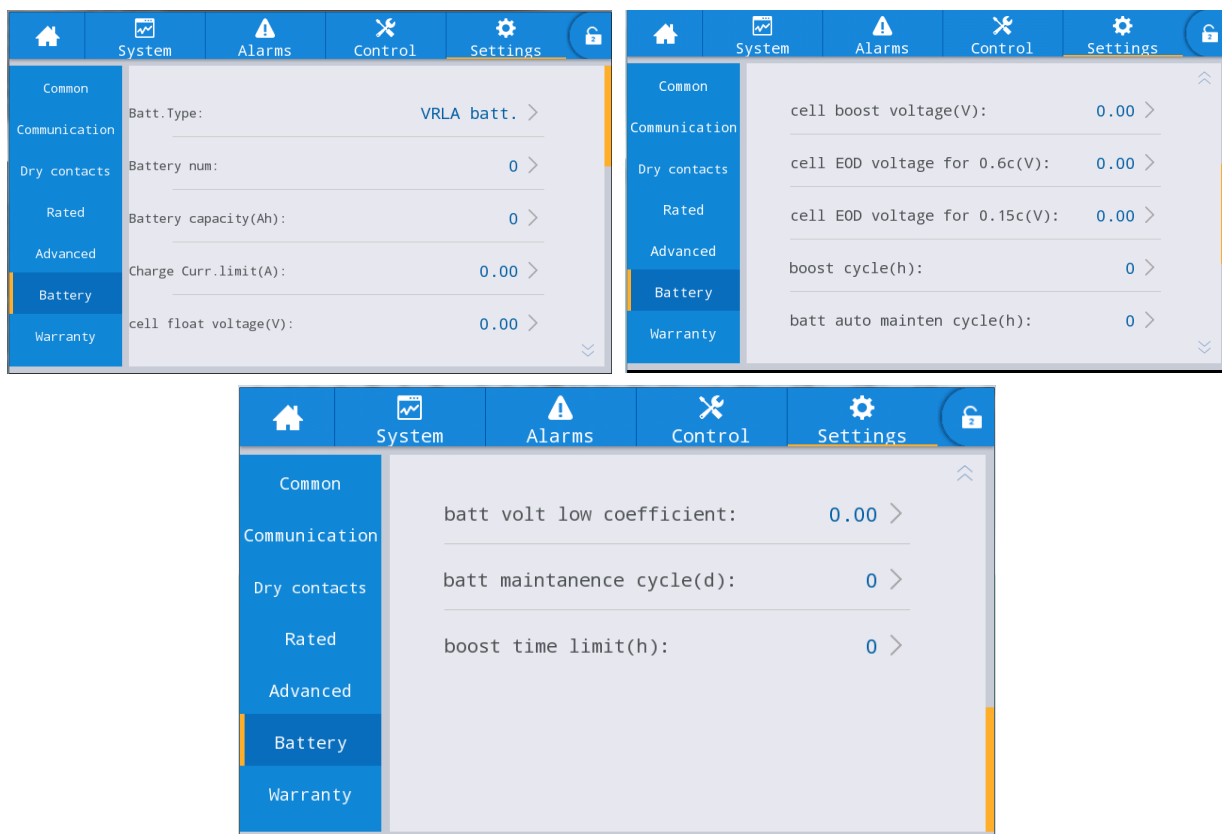 System Alarms Control Settings 2
Common
Communication
Dry contacts
Rated
Advanced
Battery
Warranty
Batt.Type: VRLA batt.
Battery num: 0
Battery capacity(Ah): 0
Charge Curr.limit(A): 0.00
cell float voltage(V): 0.00
System Alarms Control Settings 2
Common
Communication
Dry contacts
Rated
Advanced
Battery
Warranty
cell boost voltage(V): 0.00
cell EOD voltage for 0.6c(V): 0.00
cell EOD voltage for 0.15c(V): 0.00
boost cycle(h): 0
batt auto mainten cycle(h): 0
System Alarms Control Settings 2
Common
Communication
Dry contacts
Rated
Advanced
Battery
Warranty
batt volt low coefficient: 0.00
batt maintanence cycle(d): 0
boost time limit(h): 0